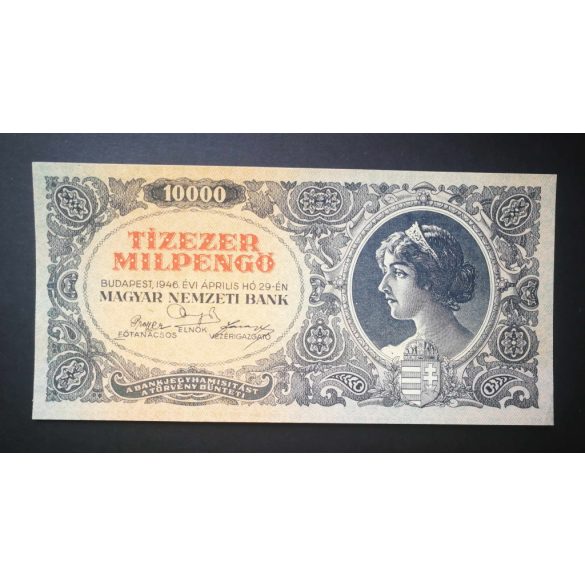 10000
TÍZEZER
MILPENGŐ
BUDAPEST, 1946. ÉVI ÁPRILIS HÓ 29-ÉN
MAGYAR NEMZETI BANK
FŐTANÁCSOS ELNÖK VEZÉRIGAZGATÓ
A BANKJEGYHAMISÍTÁST
A TÖRVÉNY BÜNTETI